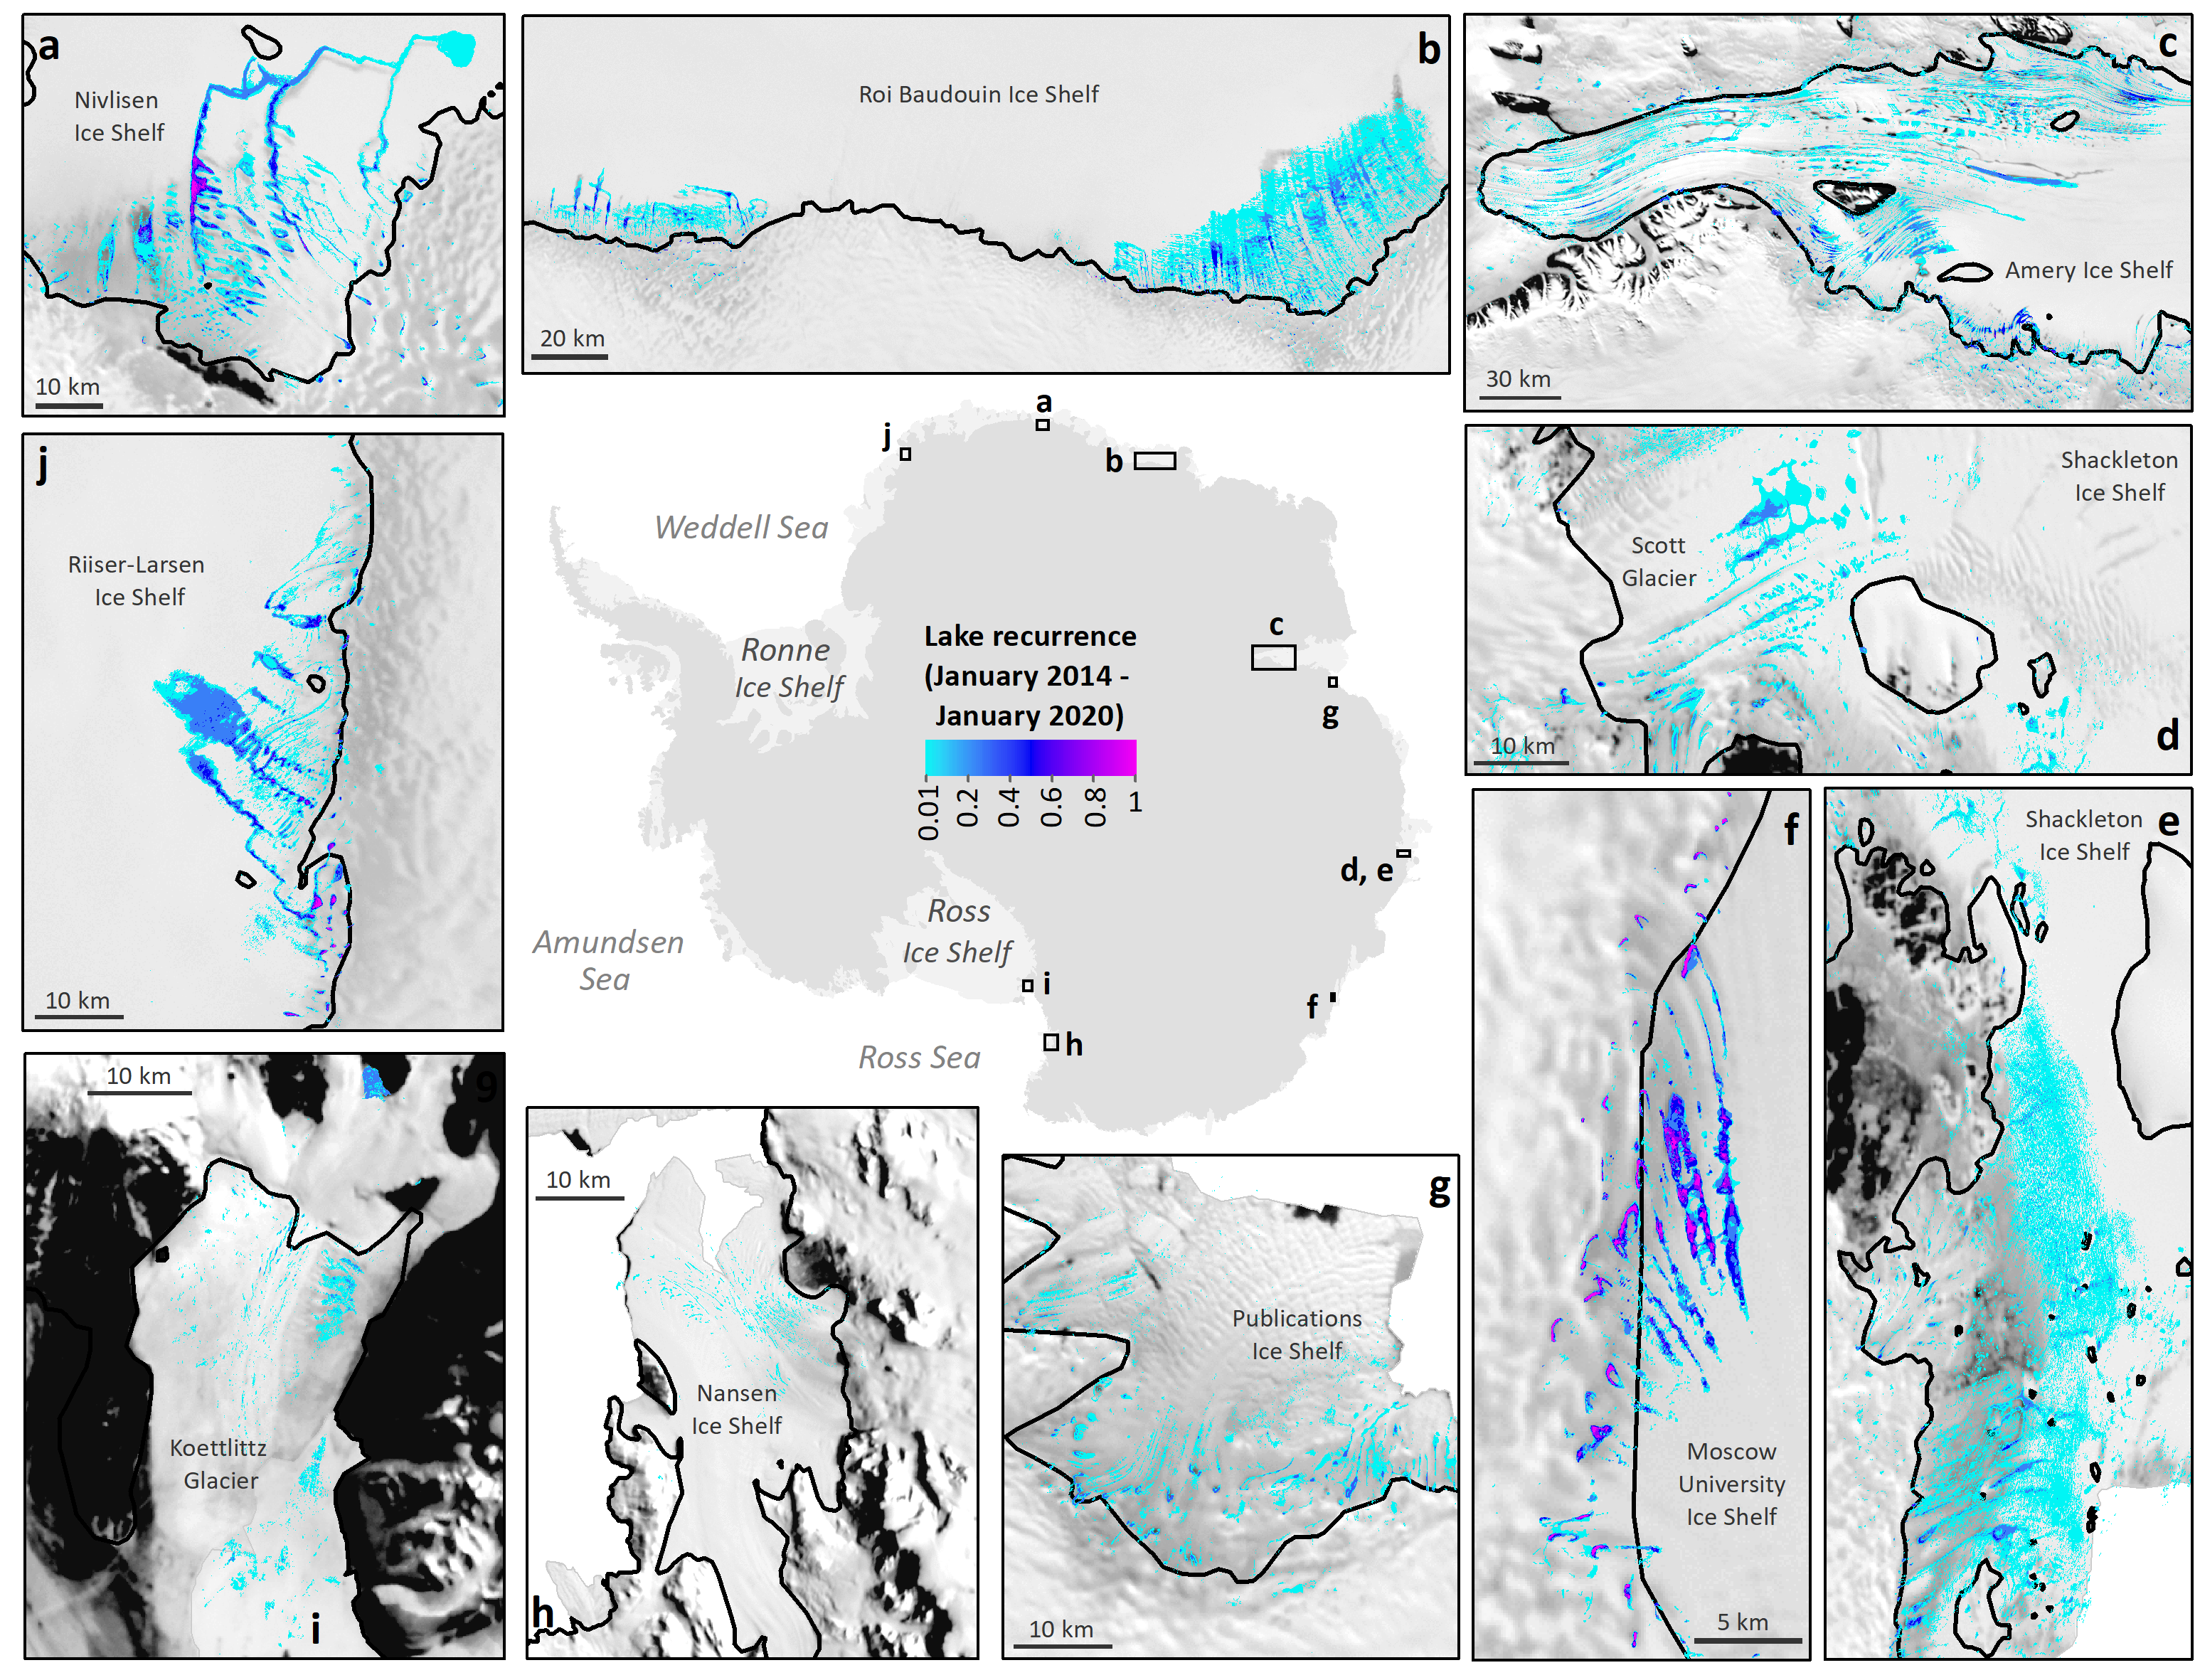 a
Nivlisen
Ice Shelf
10 km
b
Roi Baudouin Ice Shelf
20 km
c
Amery Ice Shelf
30 km
j
Riiser-Larsen
Ice Shelf
10 km
a
j
b
Weddell Sea
Ronne
Ice Shelf
Lake recurrence
(January 2014 -
January 2020)
0.01
0.2
0.4
0.6
0.8
1
c
g
d, e
Ross
Ice Shelf
Amundsen
Sea
i
f
h
Ross Sea
Shackleton
Ice Shelf
Scott
Glacier
10 km
d
f
Moscow
University
Ice Shelf
5 km
Shackleton
Ice Shelf
e
10 km
9
Koettlittz
Glacier
i
10 km
Nansen
Ice Shelf
h
g
Publications
Ice Shelf
10 km